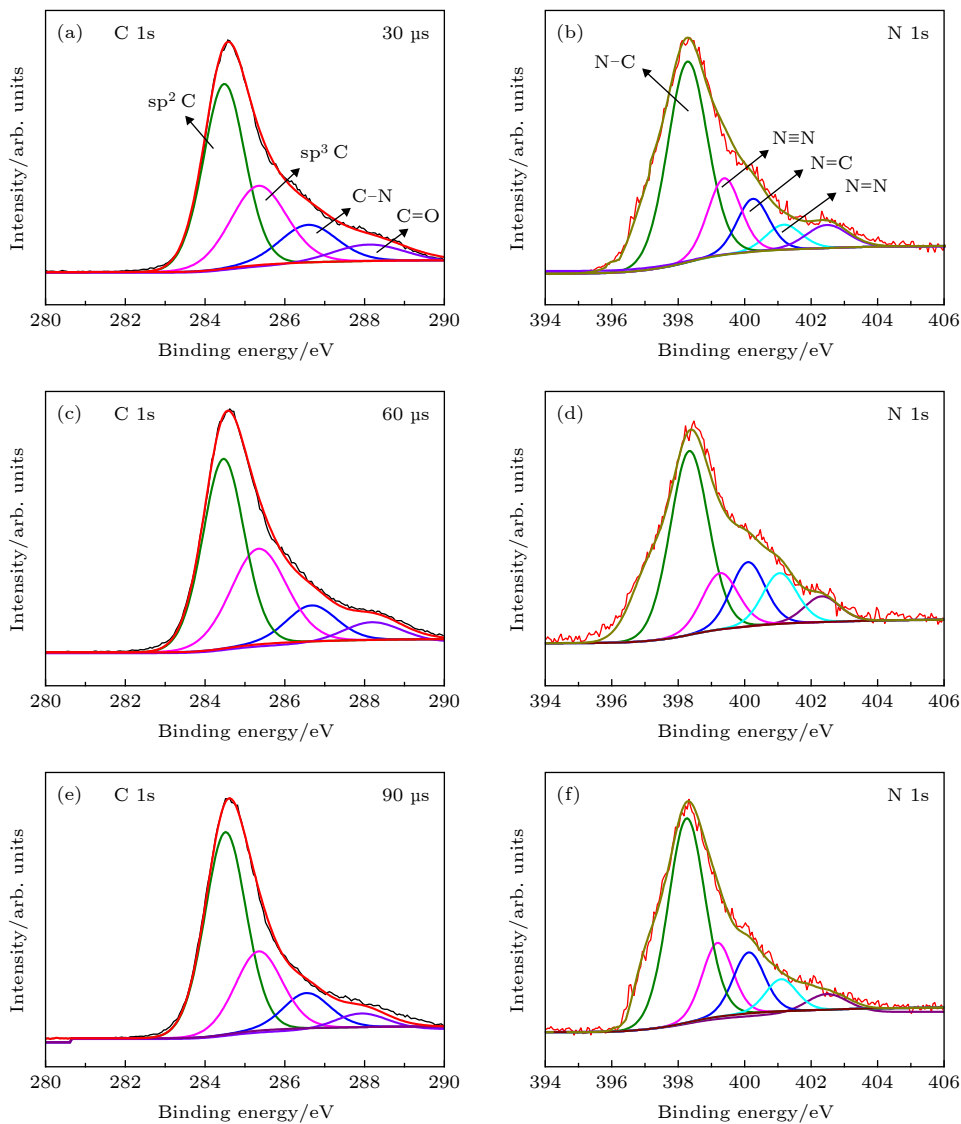 (a) C 1s 30 µs
sp² C
sp³ C
C–N
C=O
Intensity/arb. units
280 282 284 286 288 290
Binding energy/eV
(b) N 1s
N–C
N≡N
N=C
N=N
Intensity/arb. units
394 396 398 400 402 404 406
Binding energy/eV
(c) C 1s 60 µs
Intensity/arb. units
280 282 284 286 288 290
Binding energy/eV
(d) N 1s
Intensity/arb. units
394 396 398 400 402 404 406
Binding energy/eV
(e) C 1s 90 µs
Intensity/arb. units
280 282 284 286 288 290
Binding energy/eV
(f) N 1s
Intensity/arb. units
394 396 398 400 402 404 406
Binding energy/eV